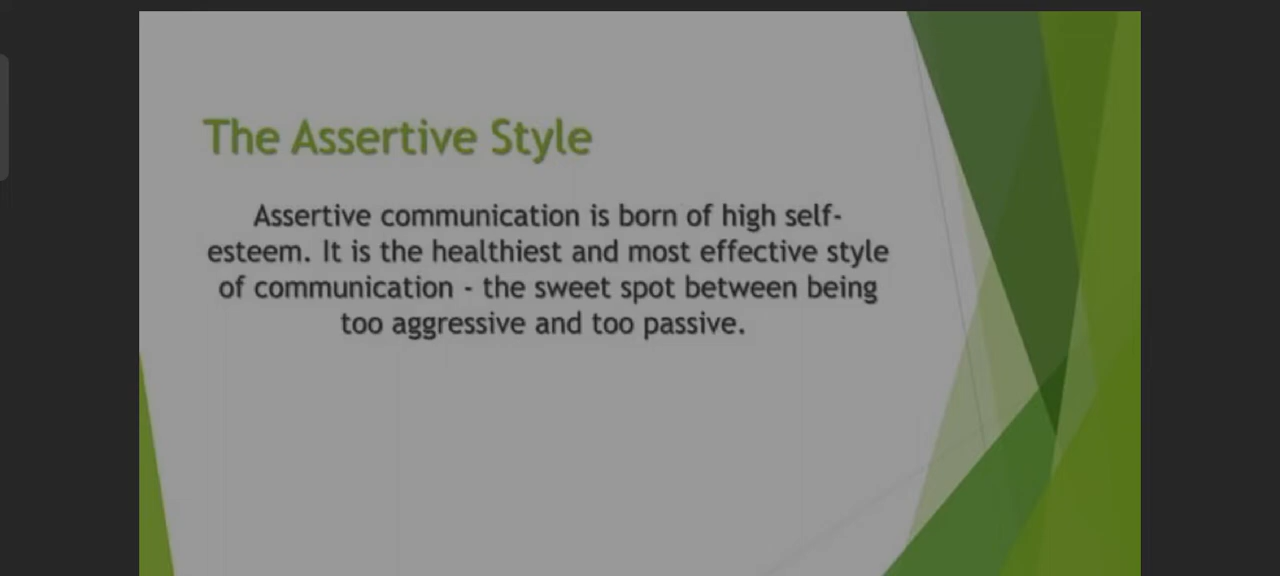 The Assertive Style
Assertive communication is born of high self-
esteem. It is the healthiest and most effective style
of communication - the sweet spot between being
too aggressive and too passive.